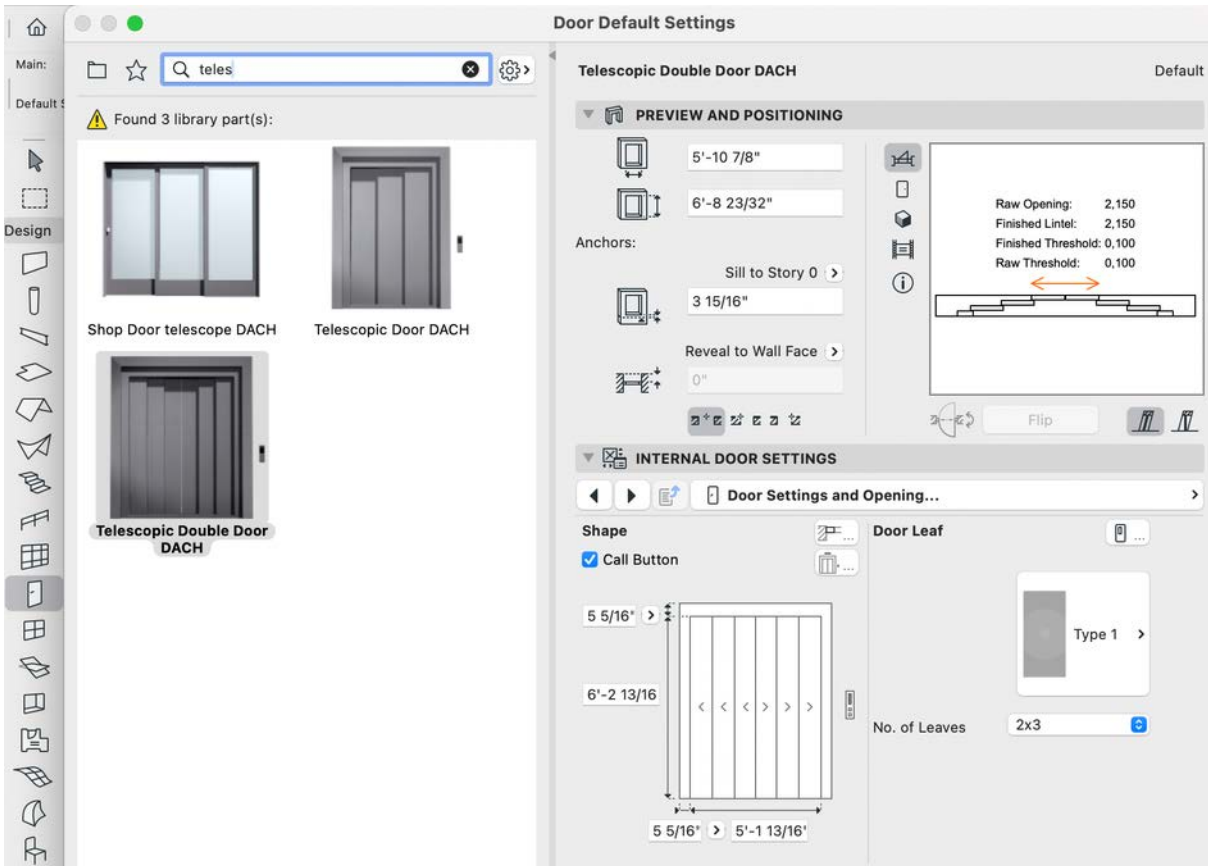 Door Default Settings
Main:
Default S
teles
Found 3 library part(s):
Shop Door telescope DACH
Telescopic Door DACH
Telescopic Double Door
DACH
Design
Telescopic Double Door DACH
Default
PREVIEW AND POSITIONING
5'-10 7/8"
6'-8 23/32"
Anchors:
Sill to Story 0
3 15/16"
Reveal to Wall Face
0"
Raw Opening: 2,150
Finished Lintel: 2,150
Finished Threshold: 0,100
Raw Threshold: 0,100
Flip
INTERNAL DOOR SETTINGS
Door Settings and Opening...
Shape
Call Button
5 5/16"
6'-2 13/16
5 5/16"
5'-1 13/16'
Door Leaf
Type 1
No. of Leaves
2x3